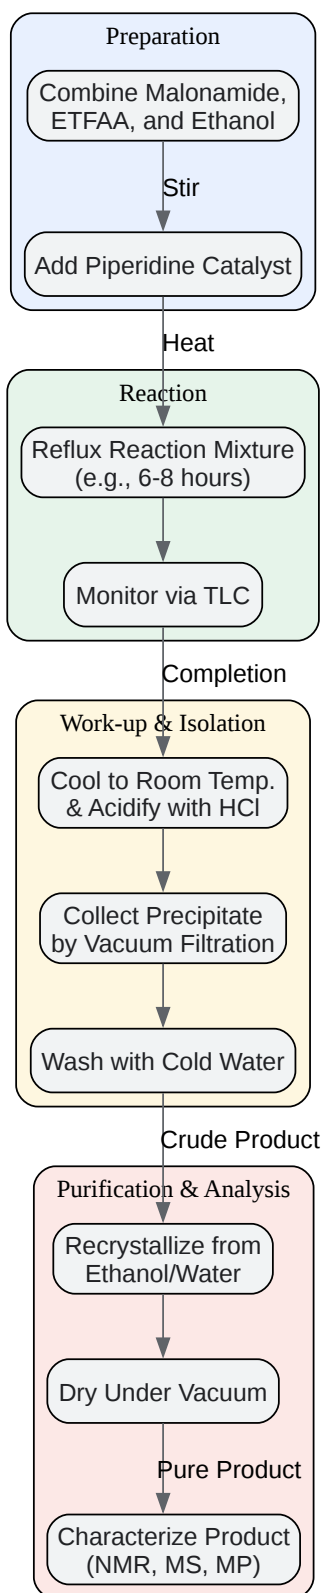 Preparation
Combine Malonamide,
ETFAA, and Ethanol
Stir
Add Piperidine Catalyst
Heat
Reaction
Reflux Reaction Mixture
(e.g., 6-8 hours)
Monitor via TLC
Completion
Work-up & Isolation
Cool to Room Temp.
& Acidify with HCl
Collect Precipitate
by Vacuum Filtration
Wash with Cold Water
Crude Product
Purification & Analysis
Recrystallize from
Ethanol/Water
Dry Under Vacuum
Pure Product
Characterize Product
(NMR, MS, MP)